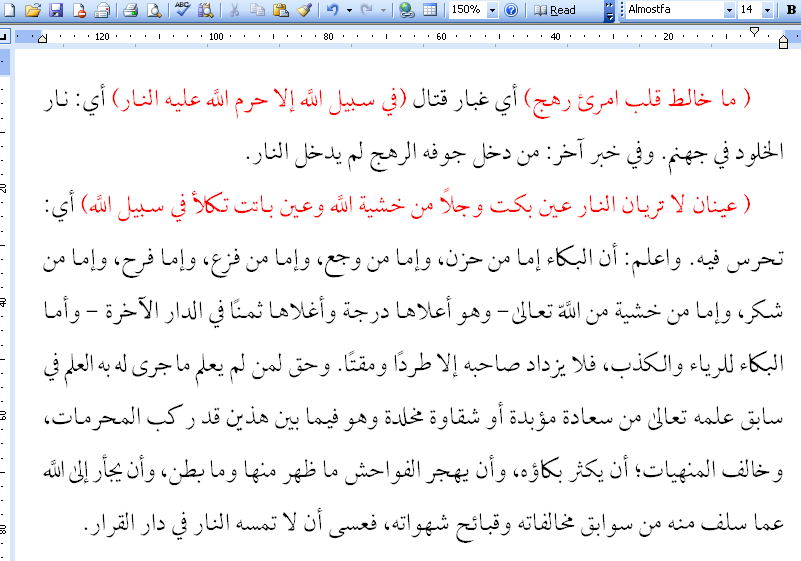 150% Read Almostfa 14 B
120 100 80 60 40 20
( ما خالط قلب امرئ رهج) أي غبار قتال (في سبيل الله إلا حرم الله عليه النار) أي: نار
الخلود في جهنم. وفي خبر آخر: من دخل جوفه الرهج لم يدخل النار.
( عينان لا تريان النار عين بكت وجلاً من خشية الله وعين باتت تكلأ في سبيل الله) أي:
تحرس فيه. واعلم: أن البكاء إما من حزن، وإما من وجع، وإما من فزع، وإما فرح، وإما من
شكر، وإما من خشية من الله تعالى- وهو أعلاها درجة وأغلاها ثمنًا في الدار الآخرة – وأما
البكاء للرياء والكذب، فلا يزداد صاحبه إلا طردًا ومقتًا. وحق لمن لم يعلم ما جرى له به العلم في
سابق علمه تعالى من سعادة مؤبدة أو شقاوة مخلدة وهو فيما بين هذين قد ركب المحرمات،
وخالف المنهيات؛ أن يكثر بكاؤه، وأن يهجر الفواحش ما ظهر منها وما بطن، وأن يجأر إلى الله
عما سلف منه من سوابق مخالفاته وقبائح شهواته، فعسى أن لا تمسه النار في دار القرار.